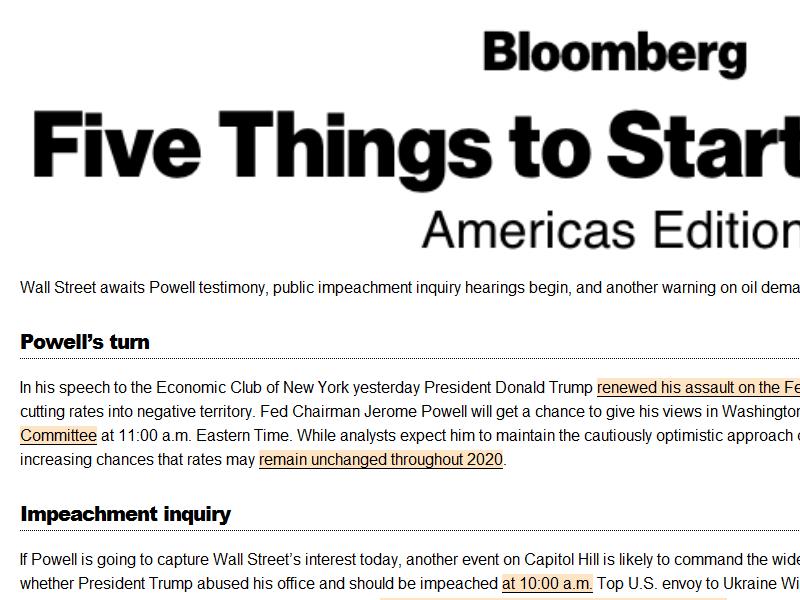 Bloomberg
Five Things to Start
Americas Edition
Wall Street awaits Powell testimony, public impeachment inquiry hearings begin, and another warning on oil dema
Powell’s turn
In his speech to the Economic Club of New York yesterday President Donald Trump renewed his assault on the Fe
cutting rates into negative territory. Fed Chairman Jerome Powell will get a chance to give his views in Washington
Committee at 11:00 a.m. Eastern Time. While analysts expect him to maintain the cautiously optimistic approach
increasing chances that rates may remain unchanged throughout 2020.
Impeachment inquiry
If Powell is going to capture Wall Street’s interest today, another event on Capitol Hill is likely to command the wide
whether President Trump abused his office and should be impeached at 10:00 a.m. Top U.S. envoy to Ukraine Wi